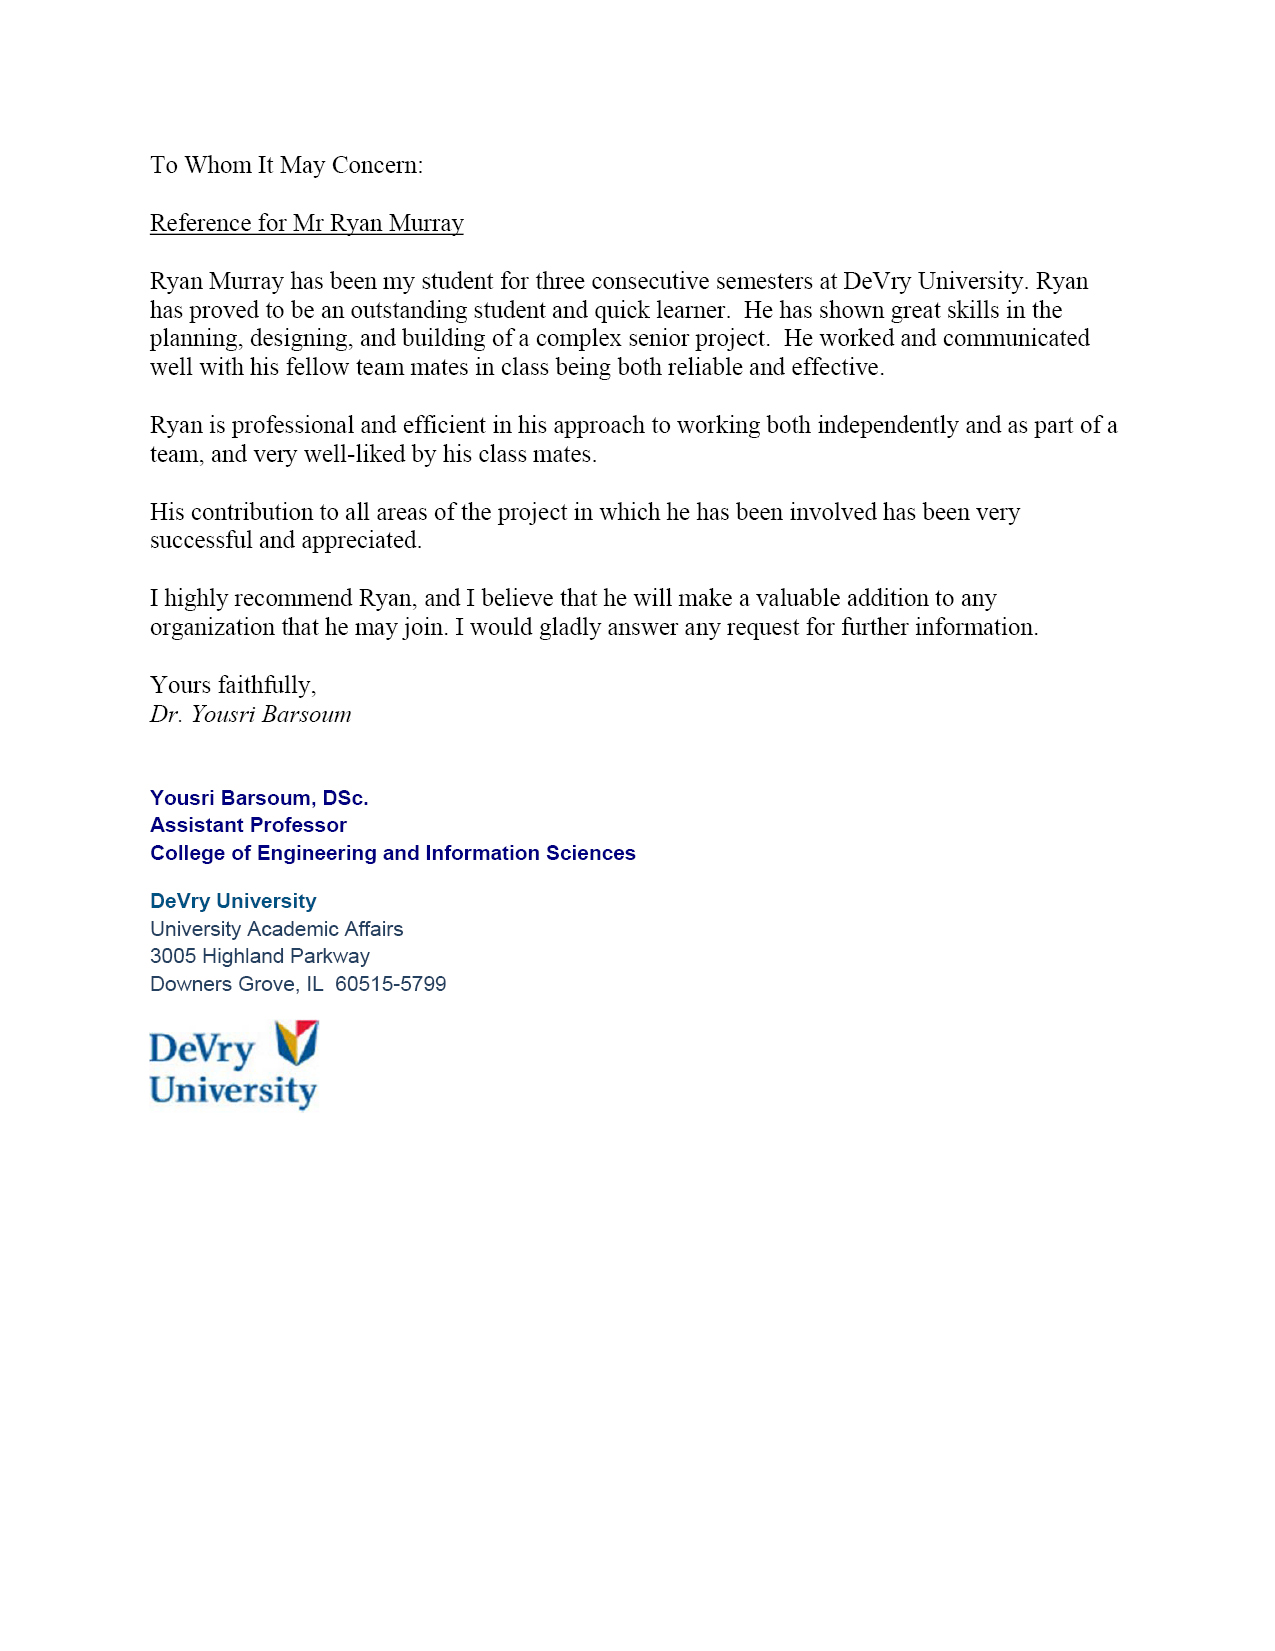 To Whom It May Concern:
Reference for Mr Ryan Murray
Ryan Murray has been my student for three consecutive semesters at DeVry University. Ryan
has proved to be an outstanding student and quick learner.  He has shown great skills in the
planning, designing, and building of a complex senior project.  He worked and communicated
well with his fellow team mates in class being both reliable and effective.
Ryan is professional and efficient in his approach to working both independently and as part of a
team, and very well-liked by his class mates.
His contribution to all areas of the project in which he has been involved has been very
successful and appreciated.
I highly recommend Ryan, and I believe that he will make a valuable addition to any
organization that he may join. I would gladly answer any request for further information.
Yours faithfully,
Dr. Yousri Barsoum
Yousri Barsoum, DSc.
Assistant Professor
College of Engineering and Information Sciences
DeVry University
University Academic Affairs
3005 Highland Parkway
Downers Grove, IL  60515-5799
DeVry
University